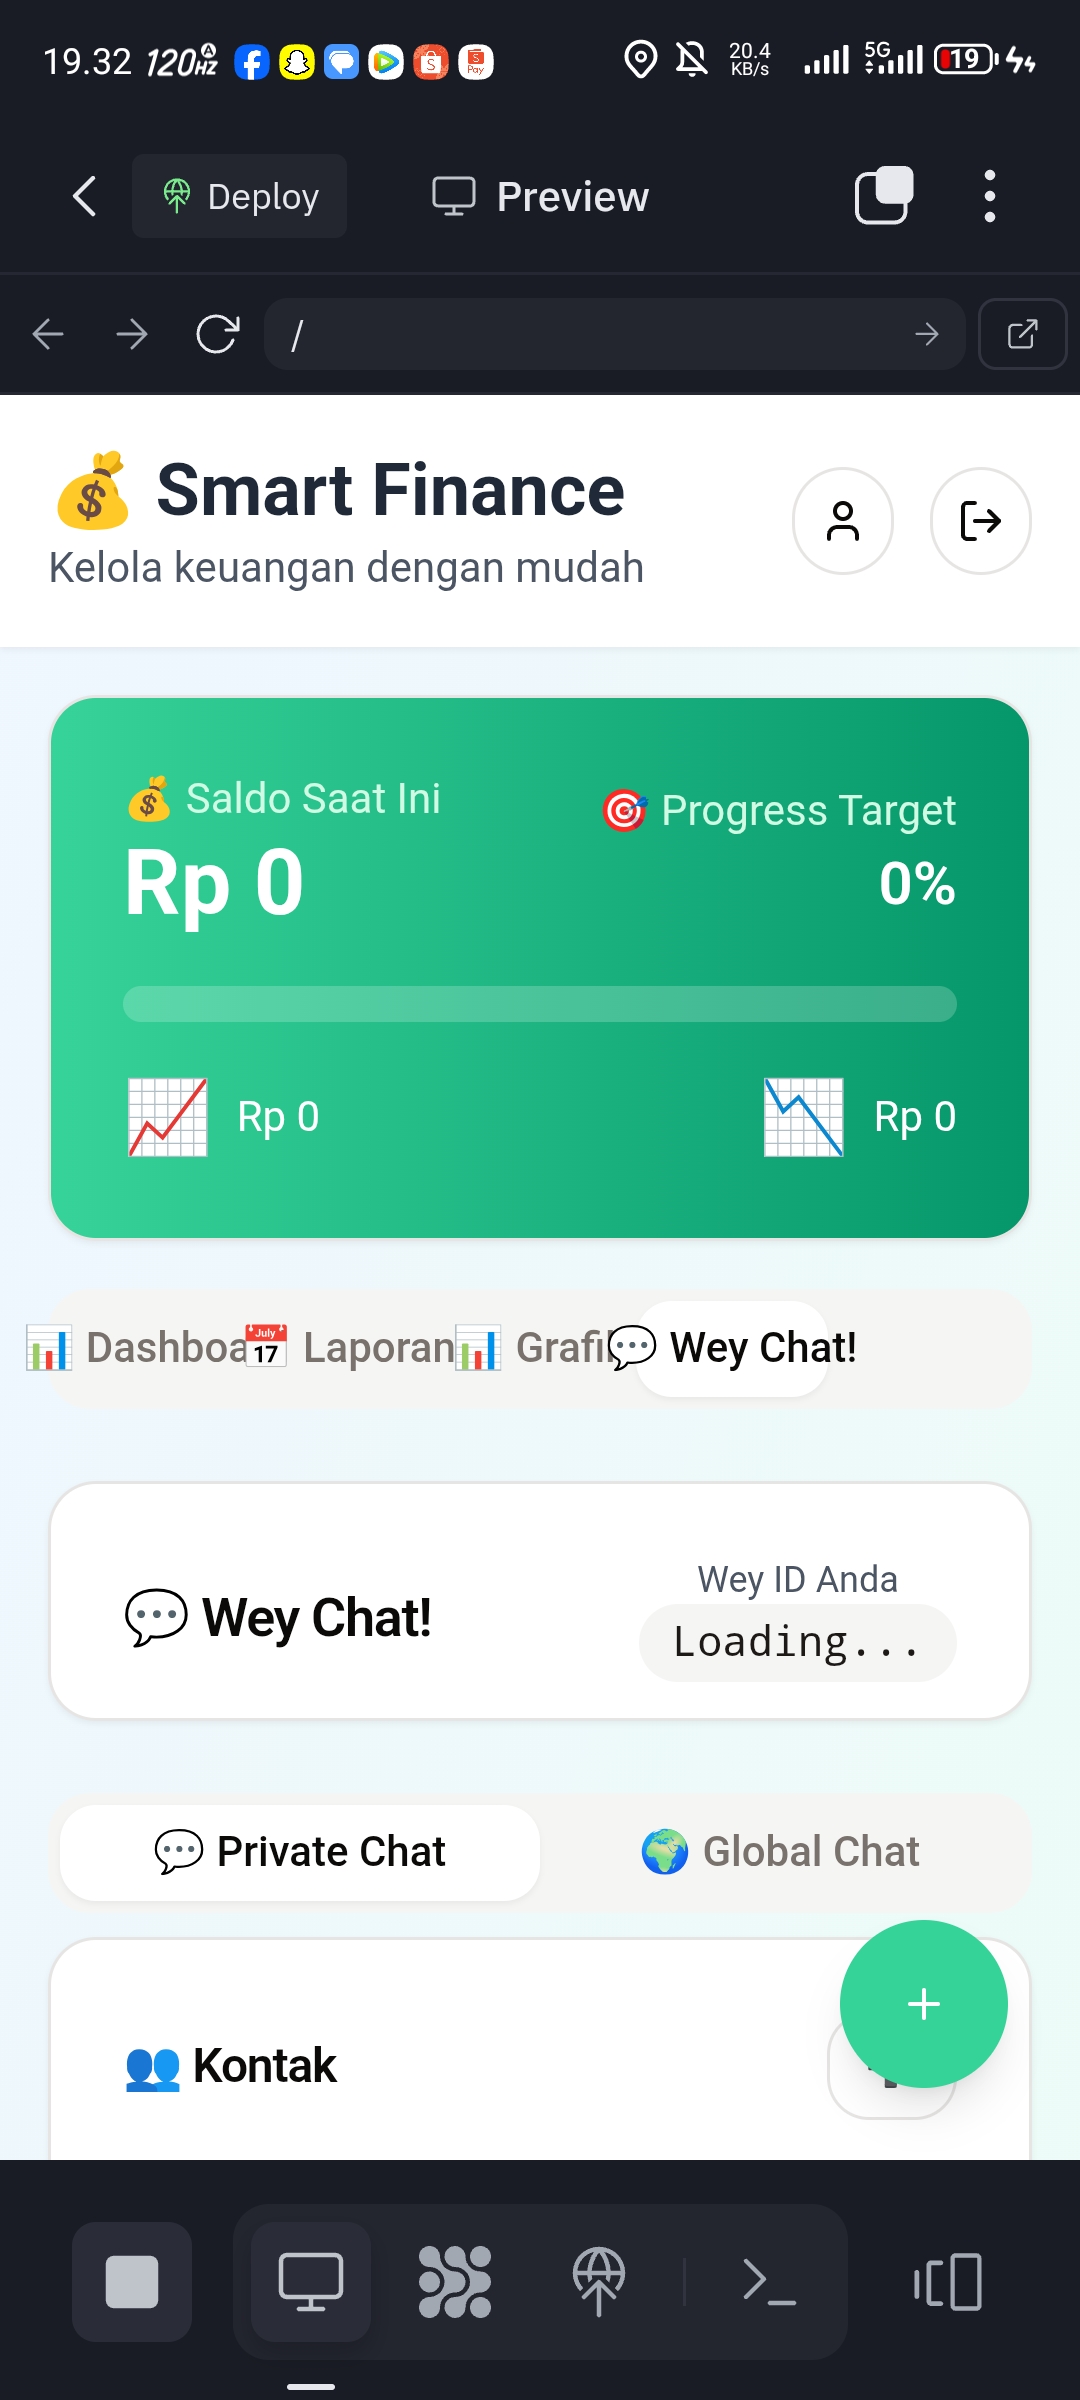 19.32 120HZ A 20.4 KB/s 5G 19
Deploy
Preview
/
Smart Finance
Kelola keuangan dengan mudah
Saldo Saat Ini
Progress Target
Rp 0
0%
Rp 0
Rp 0
Dashboa
July 17
Laporan
Grafi
Wey Chat!
Wey Chat!
Wey ID Anda
Loading...
Private Chat
Global Chat
Kontak